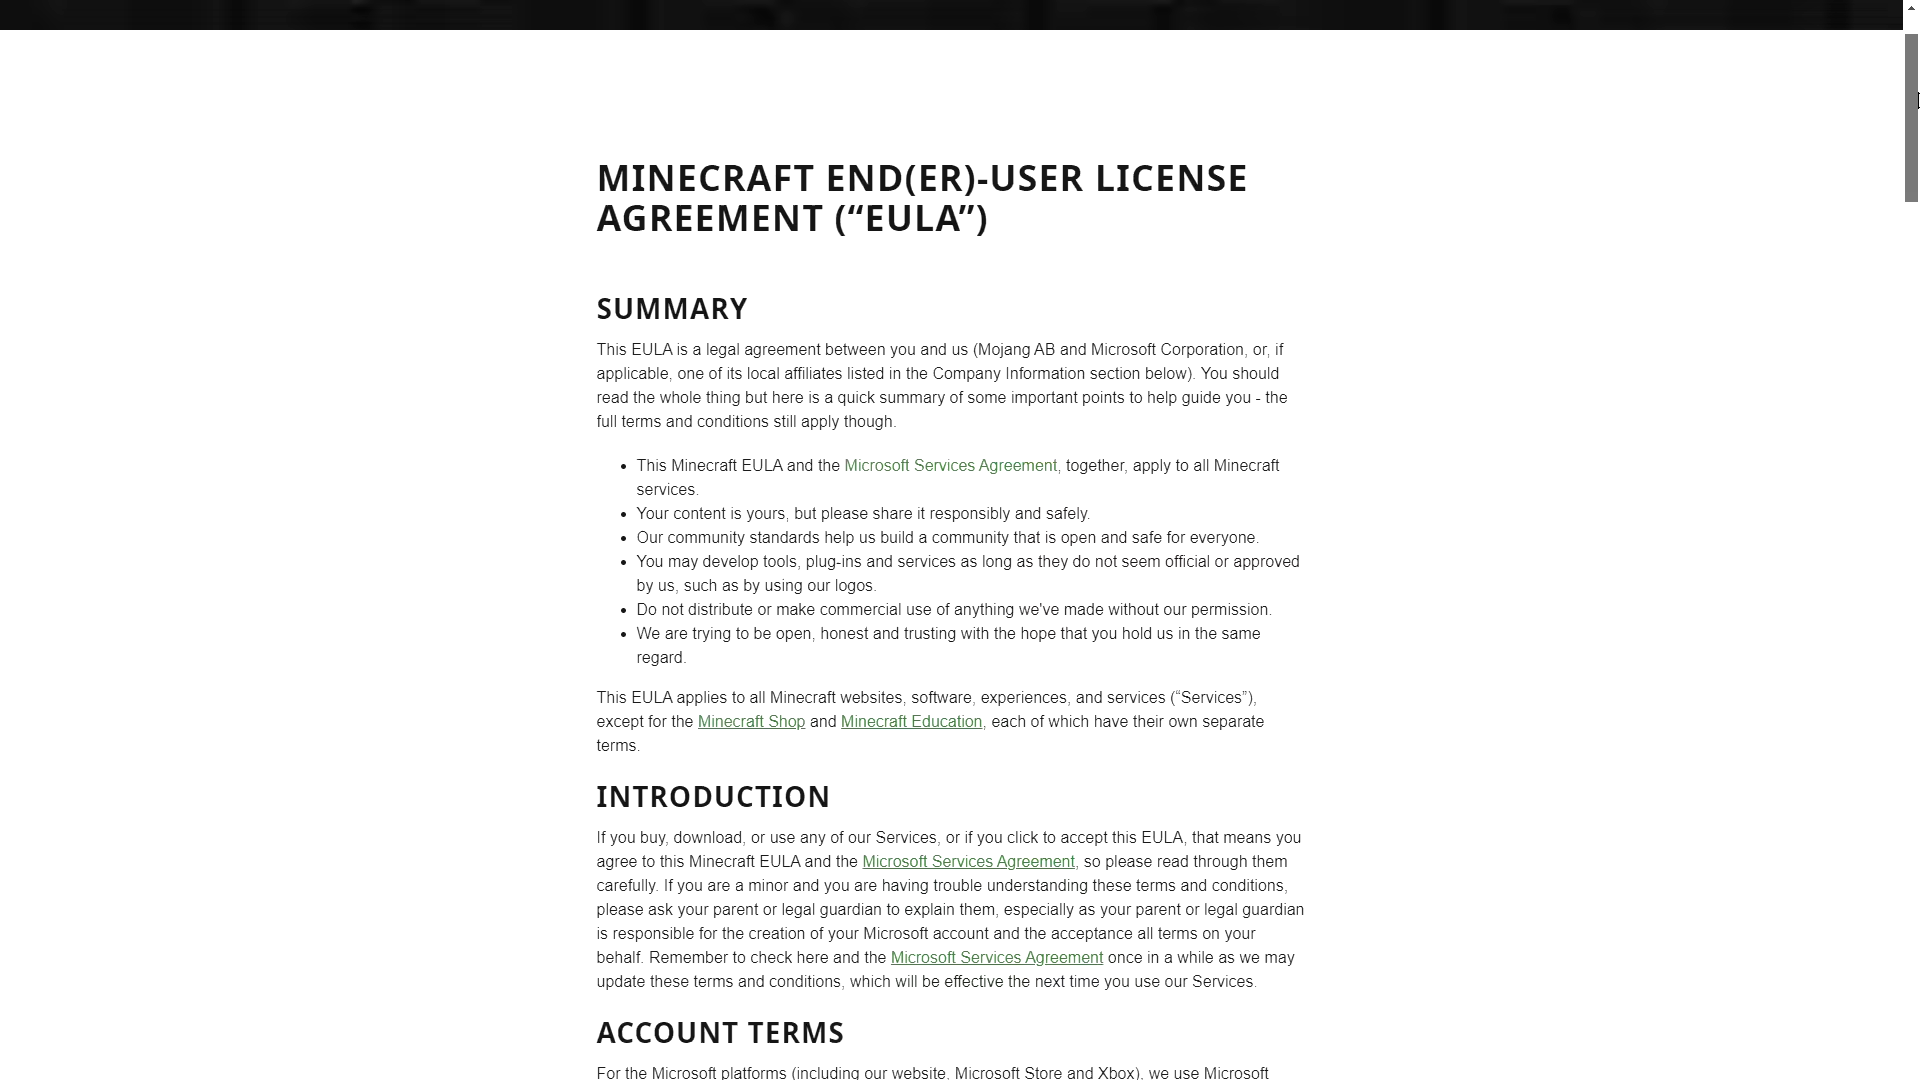 MINECRAFT END(ER)-USER LICENSE
AGREEMENT (“EULA”)
SUMMARY
This EULA is a legal agreement between you and us (Mojang AB and Microsoft Corporation, or, if
applicable, one of its local affiliates listed in the Company Information section below). You should
read the whole thing but here is a quick summary of some important points to help guide you - the
full terms and conditions still apply though.
• This Minecraft EULA and the Microsoft Services Agreement, together, apply to all Minecraft
services.
• Your content is yours, but please share it responsibly and safely.
• Our community standards help us build a community that is open and safe for everyone.
• You may develop tools, plug-ins and services as long as they do not seem official or approved
by us, such as by using our logos.
• Do not distribute or make commercial use of anything we've made without our permission.
• We are trying to be open, honest and trusting with the hope that you hold us in the same
regard.
This EULA applies to all Minecraft websites, software, experiences, and services (“Services”),
except for the Minecraft Shop and Minecraft Education, each of which have their own separate
terms.
INTRODUCTION
If you buy, download, or use any of our Services, or if you click to accept this EULA, that means you
agree to this Minecraft EULA and the Microsoft Services Agreement, so please read through them
carefully. If you are a minor and you are having trouble understanding these terms and conditions,
please ask your parent or legal guardian to explain them, especially as your parent or legal guardian
is responsible for the creation of your Microsoft account and the acceptance all terms on your
behalf. Remember to check here and the Microsoft Services Agreement once in a while as we may
update these terms and conditions, which will be effective the next time you use our Services.
ACCOUNT TERMS
For the Microsoft platforms (including our website, Microsoft Store and Xbox), we use Microsoft